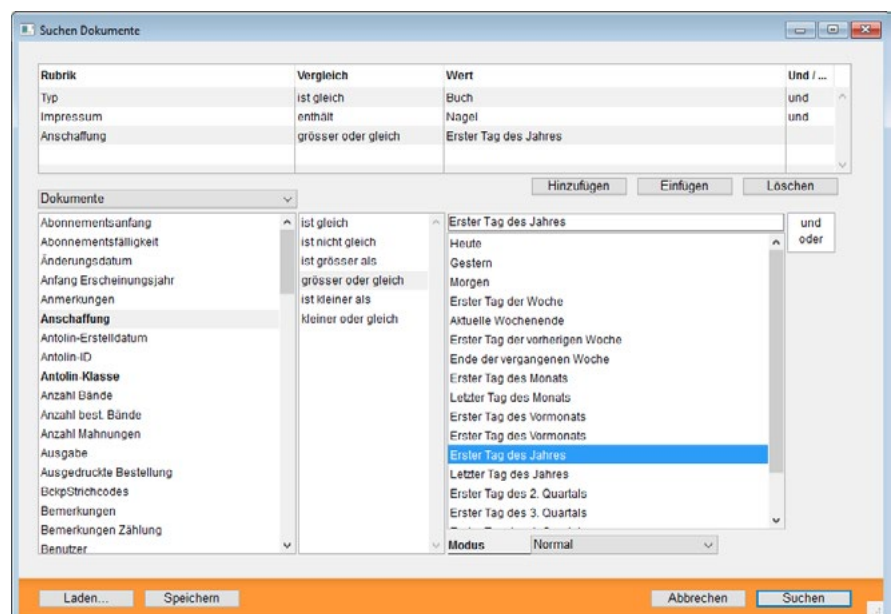 Suchen Dokumente
Rubrik Vergleich Wert Und / ...
Typ ist gleich Buch und
Impressum enthält Nagel und
Anschaffung grösser oder gleich Erster Tag des Jahres
Hinzufügen Einfügen Löschen
Dokumente
Abonnementsanfang ist gleich Erster Tag des Jahres und
Abonnementsfälligkeit ist nicht gleich Heute oder
Änderungsdatum ist grösser als Gestern
Anfang Erscheinungsjahr grösser oder gleich Morgen
Anmerkungen ist kleiner als Erster Tag der Woche
Anschaffung kleiner oder gleich Aktuelle Wochenende
Antolin-Erstelldatum Erster Tag der vorherigen Woche
Antolin-ID Ende der vergangenen Woche
Antolin-Klasse Erster Tag des Monats
Anzahl Bände Letzter Tag des Monats
Anzahl best. Bände Erster Tag des Vormonats
Anzahl Mahnungen Erster Tag des Vormonats
Ausgabe Erster Tag des Jahres
Ausgedruckte Bestellung Letzter Tag des Jahres
BckpStrichcodes Erster Tag des 2. Quartals
Bemerkungen Erster Tag des 3. Quartals
Bemerkungen Zählung
Benutzer Modus Normal
Laden... Speichern Abbrechen Suchen